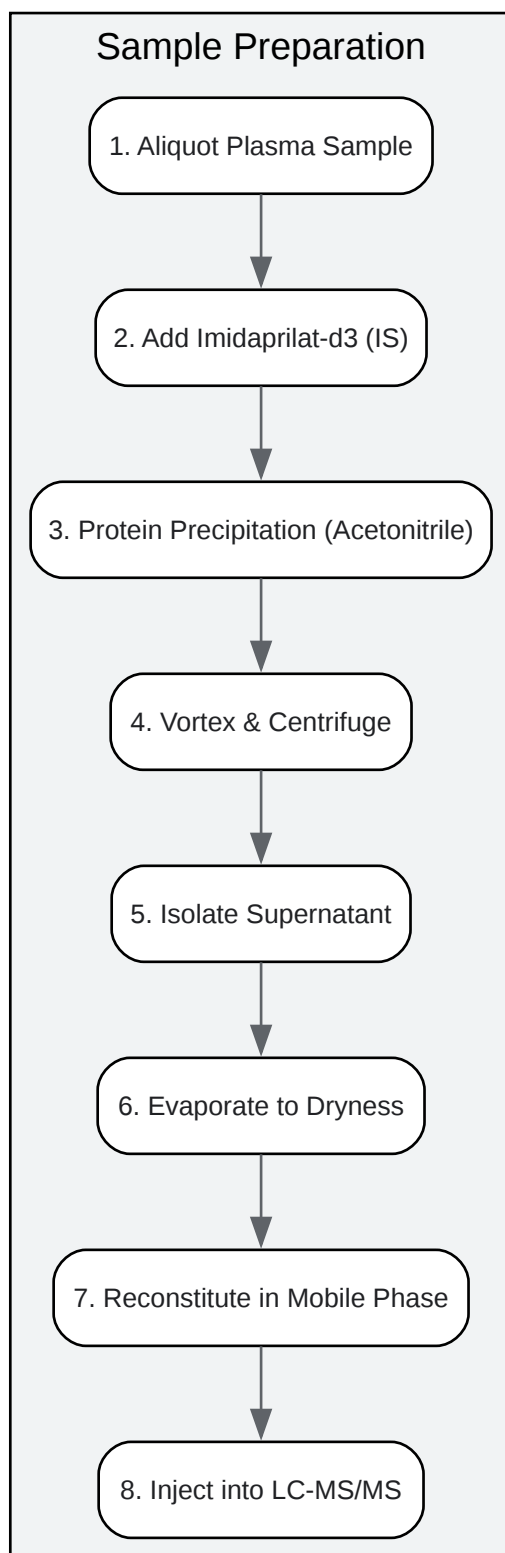 Sample Preparation
1. Aliquot Plasma Sample
2. Add Imidaprilat-d3 (IS)
3. Protein Precipitation (Acetonitrile)
4. Vortex & Centrifuge
5. Isolate Supernatant
6. Evaporate to Dryness
7. Reconstitute in Mobile Phase
8. Inject into LC-MS/MS